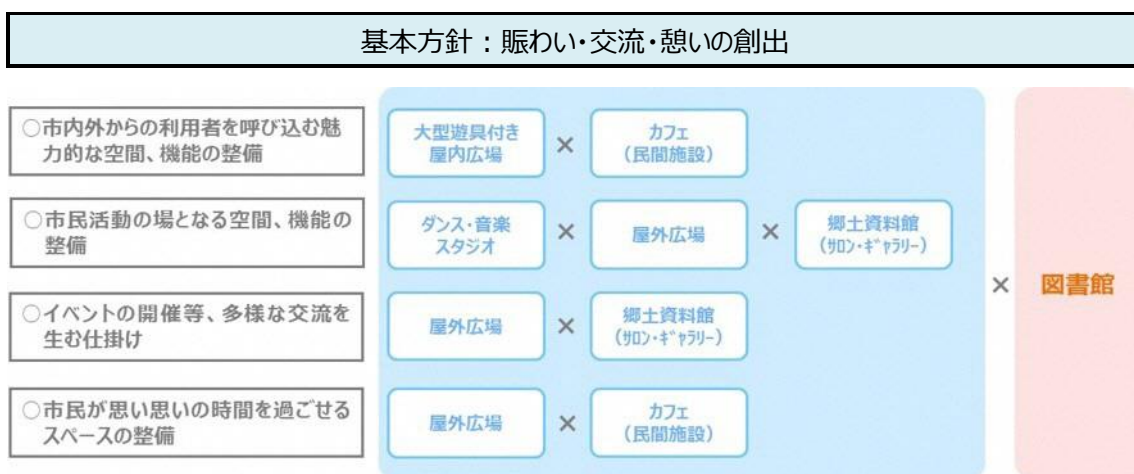 基本方針：賑わい・交流・憩いの創出
○市内外からの利用者を呼び込む魅
力的な空間、機能の整備
大型遊具付き
屋内広場
×
カフェ
（民間施設）
○市民活動の場となる空間、機能の
整備
ダンス・音楽
スタジオ
×
屋外広場
×
郷土資料館
（ｻﾛﾝ・ｷﾞｬﾗﾘｰ）
○イベントの開催等、多様な交流を
生む仕掛け
屋外広場
×
郷土資料館
（ｻﾛﾝ・ｷﾞｬﾗﾘｰ）
○市民が思い思いの時間を過ごせる
スペースの整備
屋外広場
×
カフェ
（民間施設）
×
図書館